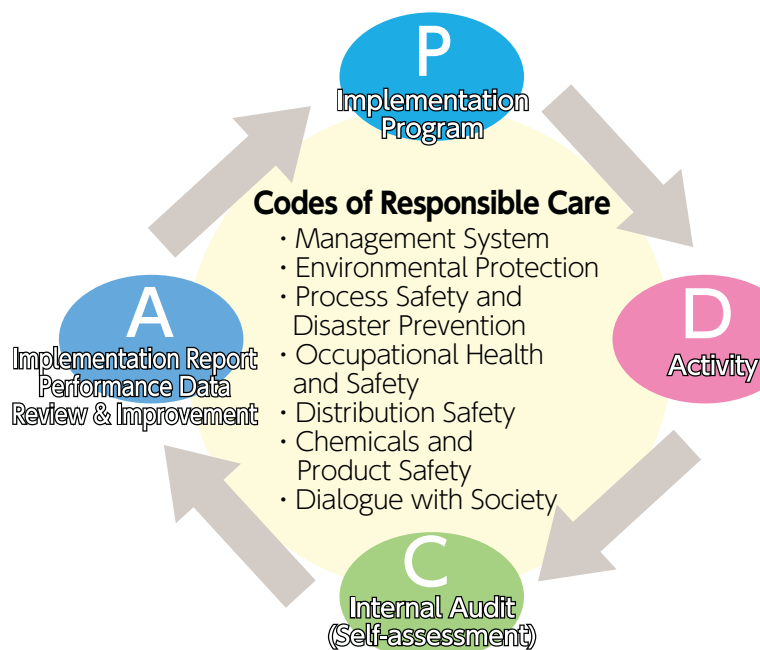 P
Implementation
Program
Codes of Responsible Care
・Management System
・Environmental Protection
・Process Safety and
Disaster Prevention
・Occupational Health
and Safety
・Distribution Safety
・Chemicals and
Product Safety
・Dialogue with Society
D
Activity
C
Internal Audit
(Self-assessment)
A
Implementation Report
Performance Data
Review & Improvement